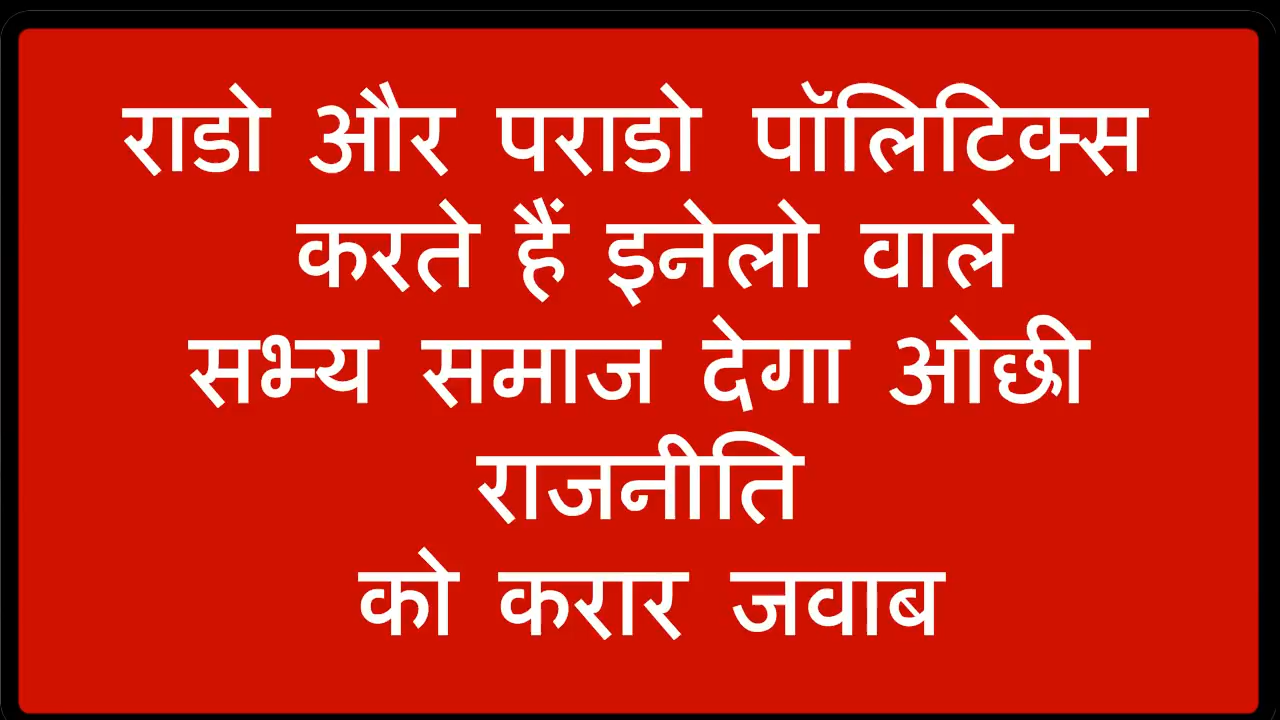 राडो और पराडो पॉलिटिक्स
करते हैं इनेलो वाले
सभ्य समाज देगा ओछी
राजनीति
को करार जवाब